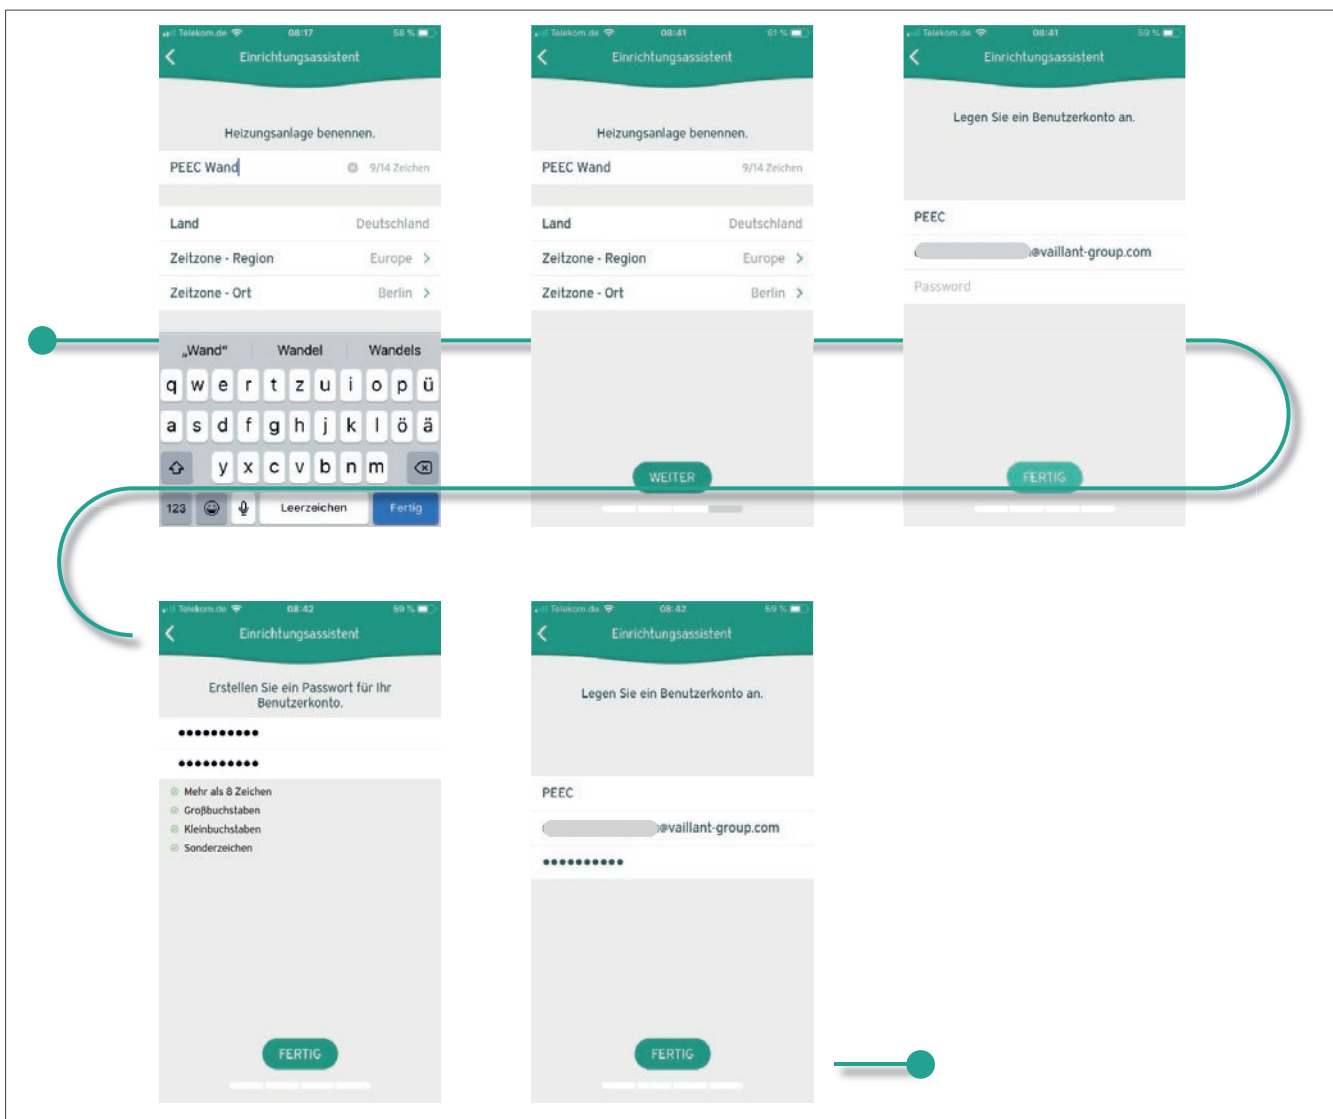 Telekom.de 08:17 58 %
Einrichtungsassistent
Heizungsanlage benennen.
PEEC Wand 9/14 Zeichen
Land Deutschland
Zeitzone - Region Europe
Zeitzone - Ort Berlin
„Wand“ Wandel Wandels
q w e r t z u i o p ü
a s d f g h j k l ö ä
y x c v b n m
123 Leerzeichen Fertig
Telekom.de 08:41 61 %
Einrichtungsassistent
Heizungsanlage benennen.
PEEC Wand 9/14 Zeichen
Land Deutschland
Zeitzone - Region Europe
Zeitzone - Ort Berlin
WEITER
Telekom.de 08:41 59 %
Einrichtungsassistent
Legen Sie ein Benutzerkonto an.
PEEC
@vaillant-group.com
Password
FERTIG
Telekom.de 08:42 59 %
Einrichtungsassistent
Erstellen Sie ein Passwort für Ihr
Benutzerkonto.
••••••••••
••••••••••
Mehr als 8 Zeichen
Großbuchstaben
Kleinbuchstaben
Sonderzeichen
FERTIG
Telekom.de 08:42 59 %
Einrichtungsassistent
Legen Sie ein Benutzerkonto an.
PEEC
@vaillant-group.com
••••••••••
FERTIG